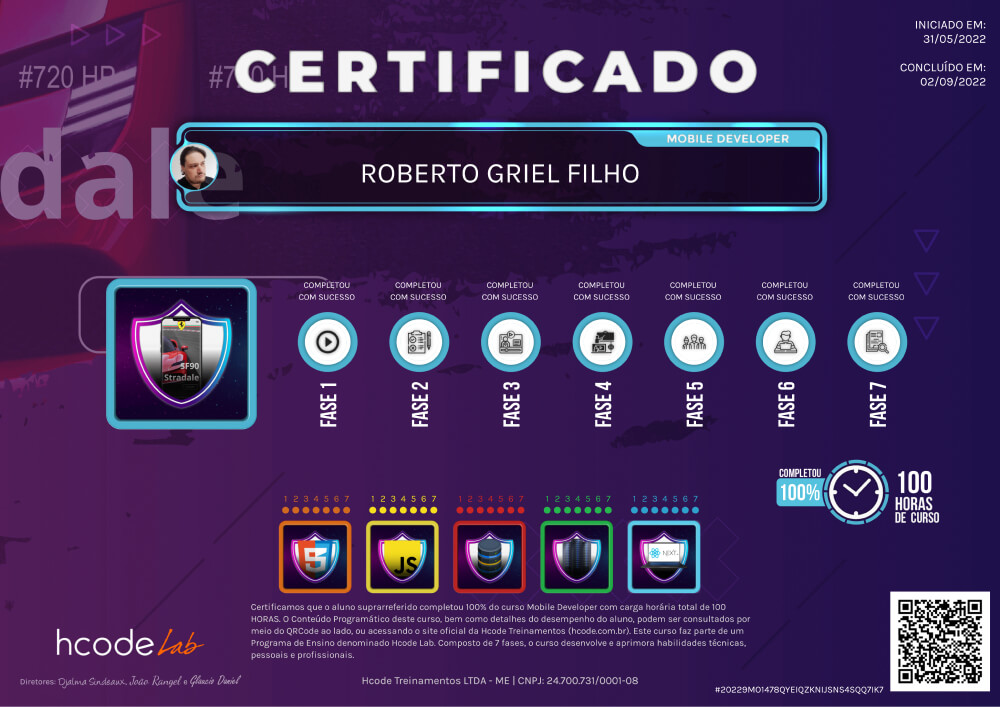 INICIADO EM:
31/05/2022
CONCLUÍDO EM:
02/09/2022
#720 HP
CERTIFICADO
dale
MOBILE DEVELOPER
ROBERTO GRIEL FILHO
COMPLETOU
COM SUCESSO
COMPLETOU
COM SUCESSO
COMPLETOU
COM SUCESSO
COMPLETOU
COM SUCESSO
COMPLETOU
COM SUCESSO
COMPLETOU
COM SUCESSO
COMPLETOU
COM SUCESSO
SF90
Stradale
FASE 1
FASE 2
FASE 3
FASE 4
FASE 5
FASE 6
FASE 7
COMPLETOU
100%
100
HORAS
DE CURSO
1 2 3 4 5 6 7
1 2 3 4 5 6 7
1 2 3 4 5 6 7
1 2 3 4 5 6 7
1 2 3 4 5 6 7
5
JS
Certificamos que o aluno suprarreferido completou 100% do curso Mobile Developer com carga horária total de 100
HORAS. O Conteúdo Programático deste curso, bem como detalhes do desempenho do aluno, podem ser consultados por
meio do QRCode ao lado, ou acessando o site oficial da Hcode Treinamentos (hcode.com.br). Este curso faz parte de um
Programa de Ensino denominado Hcode Lab. Composto de 7 fases, o curso desenvolve e aprimora habilidades técnicas,
pessoais e profissionais.
hcode Lab
Diretores: Djalma Sindeaux, João Rangel e Glaucio Daniel
Hcode Treinamentos LTDA - ME | CNPJ: 24.700.731/0001-08
#20229MO1478QYEIQZKNIJSNS4SQQ7IK7